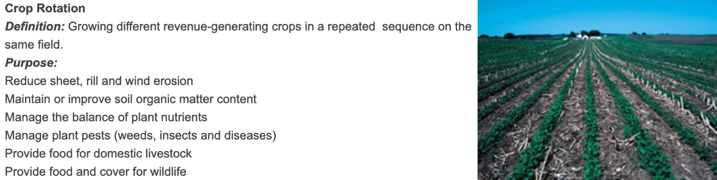 Crop Rotation
Definition: Growing different revenue-generating crops in a repeated  sequence on the
same field.
Purpose:
Reduce sheet, rill and wind erosion
Maintain or improve soil organic matter content
Manage the balance of plant nutrients
Manage plant pests (weeds, insects and diseases)
Provide food for domestic livestock
Provide food and cover for wildlife